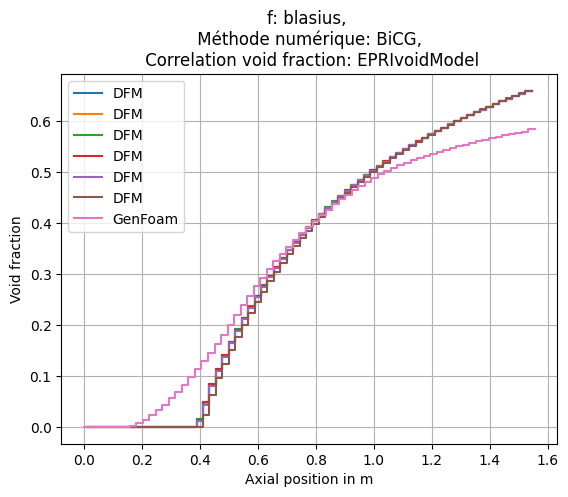 f: blasius,
Méthode numérique: BiCG,
Correlation void fraction: EPRIvoidModel
DFM
DFM
DFM
DFM
DFM
DFM
GenFoam
Void fraction
0.6
0.5
0.4
0.3
0.2
0.1
0.0
0.0 0.2 0.4 0.6 0.8 1.0 1.2 1.4 1.6
Axial position in m